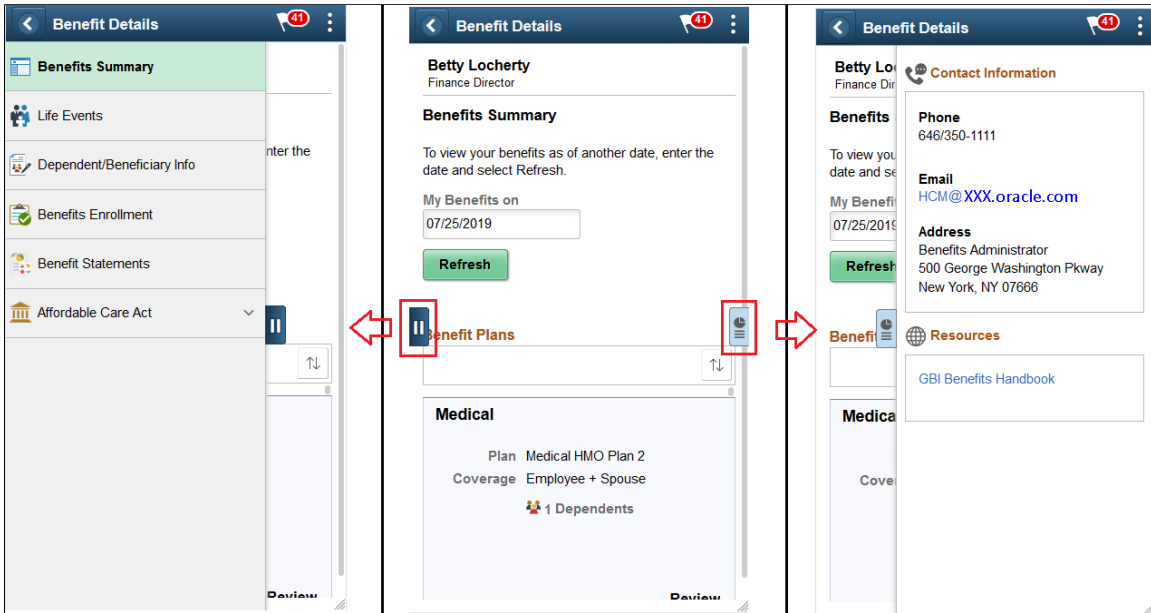 Benefit Details
41
Benefits Summary
Life Events
Dependent/Beneficiary Info
Benefits Enrollment
Benefit Statements
Affordable Care Act
nter the
Review
Benefit Details
41
Betty Locherty
Finance Director
Benefits Summary
To view your benefits as of another date, enter the
date and select Refresh.
My Benefits on
07/25/2019
Refresh
Benefit Plans
Medical
Plan Medical HMO Plan 2
Coverage Employee + Spouse
1 Dependents
Review
Benefit Details
41
Betty Lo
Finance Dir
Benefits
To view you
date and se
My Benefi
07/25/2019
Refresh
Benefit
Medica
Cove
Contact Information
Phone
646/350-1111
Email
HCM@XXX.oracle.com
Address
Benefits Administrator
500 George Washington Pkway
New York, NY 07666
Resources
GBI Benefits Handbook